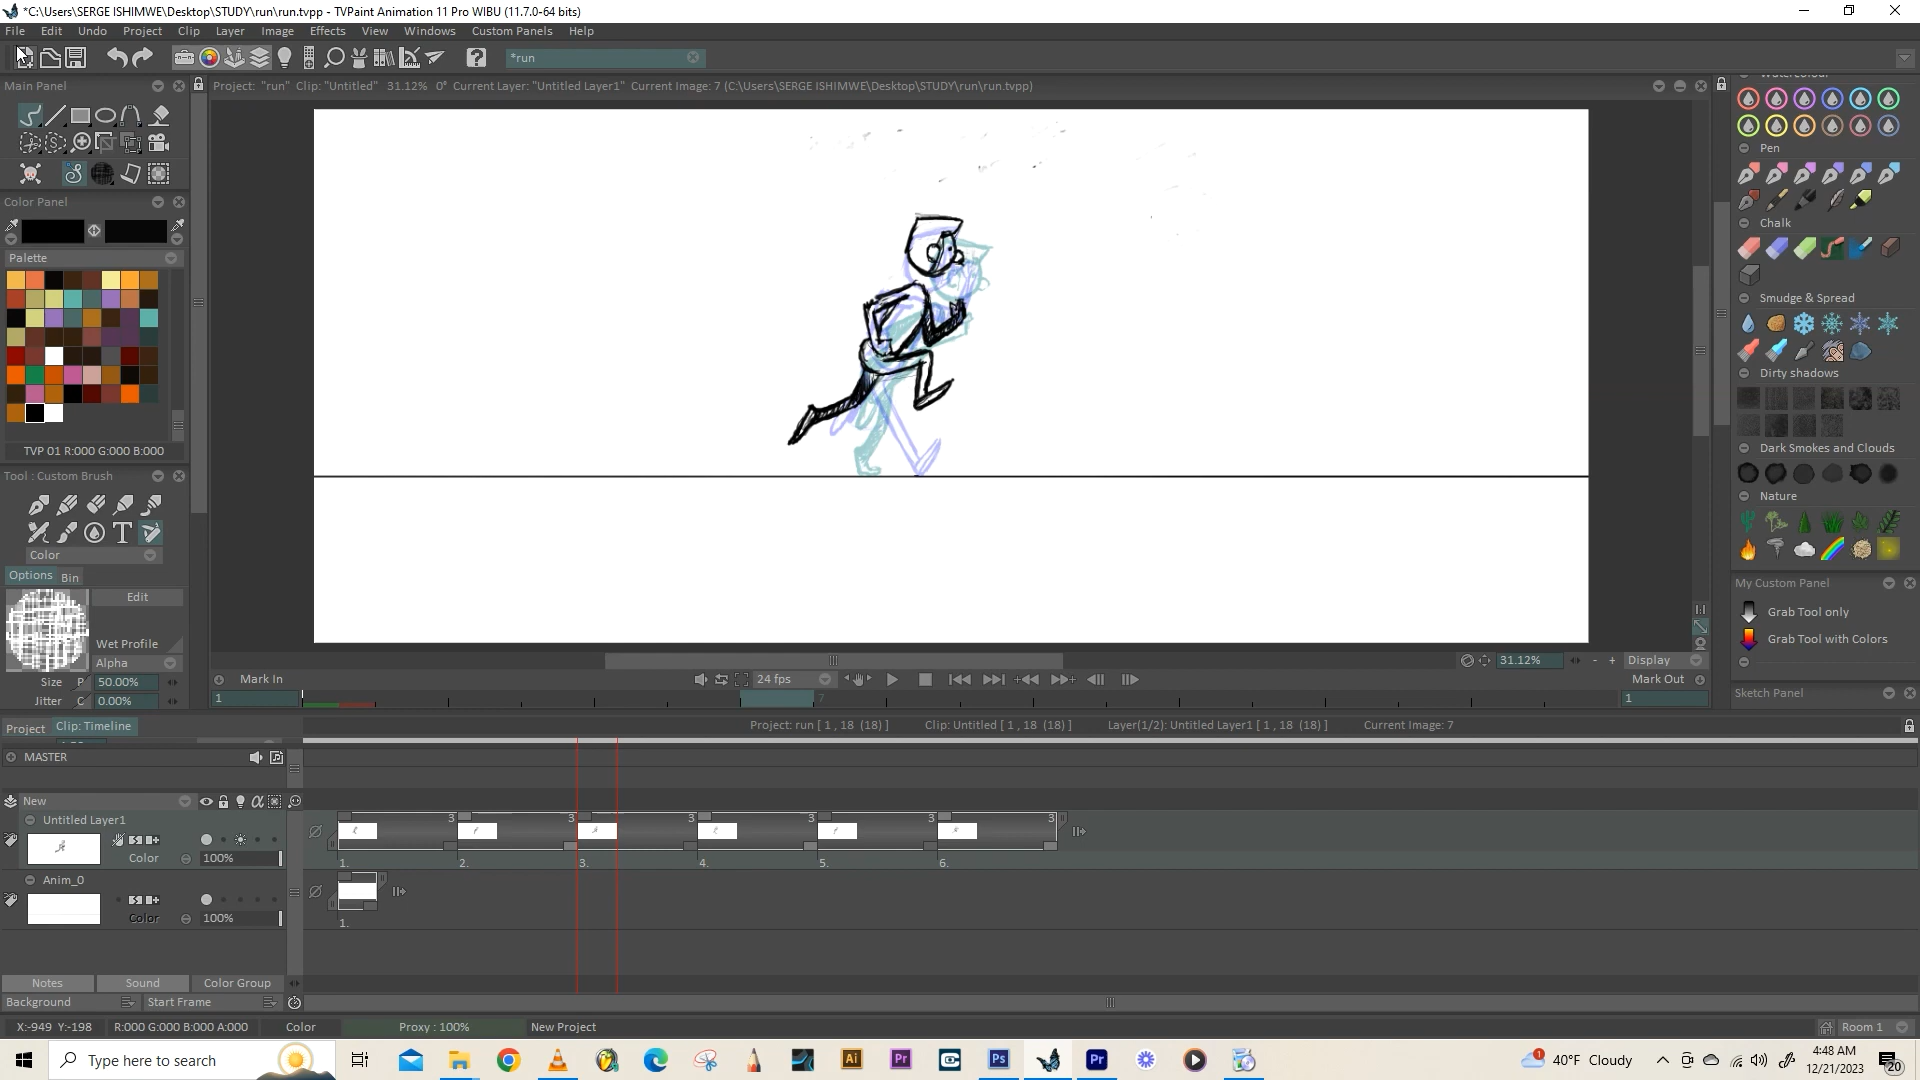 *C:\Users\SERGE ISHIMWE\Desktop\STUDY\run\run.tvpp - TVPaint Animation 11 Pro WIBU (11.7.0-64 bits)
File Edit Undo Project Clip Layer Image Effects View Windows Custom Panels Help
*run
Main Panel
Project: "run" Clip: "Untitled" 31.12% 0° Current Layer: "Untitled Layer1" Current Image: 7 (C:\Users\SERGE ISHIMWE\Desktop\STUDY\run\run.tvpp)
Pen
Color Panel
Chalk
Palette
Smudge & Spread
Dirty shadows
TVP 01 R:000 G:000 B:000
Dark Smokes and Clouds
Tool : Custom Brush
Nature
Color
Options Bin
My Custom Panel
Edit
Grab Tool only
Grab Tool with Colors
Wet Profile
Alpha
31.12% - + Display
Size P 50.00%
Mark In 24 fps Mark Out
Sketch Panel
Jitter C 0.00%
1 7 1
Project Clip: Timeline
Project: run [ 1 , 18 (18) ] Clip: Untitled [ 1 , 18 (18) ] Layer(1/2): Untitled Layer1 [ 1 , 18 (18) ] Current Image: 7
MASTER
New
Untitled Layer1
3 3 3 3 3 3
Color 100%
1. 2. 3. 4. 5. 6.
Anim_0
Color 100%
1.
Notes Sound Color Group
Background Start Frame
X:-949 Y:-198 R:000 G:000 B:000 A:000 Color Proxy : 100% New Project Room 1
Type here to search
40°F Cloudy
4:48 AM
12/21/2023
20